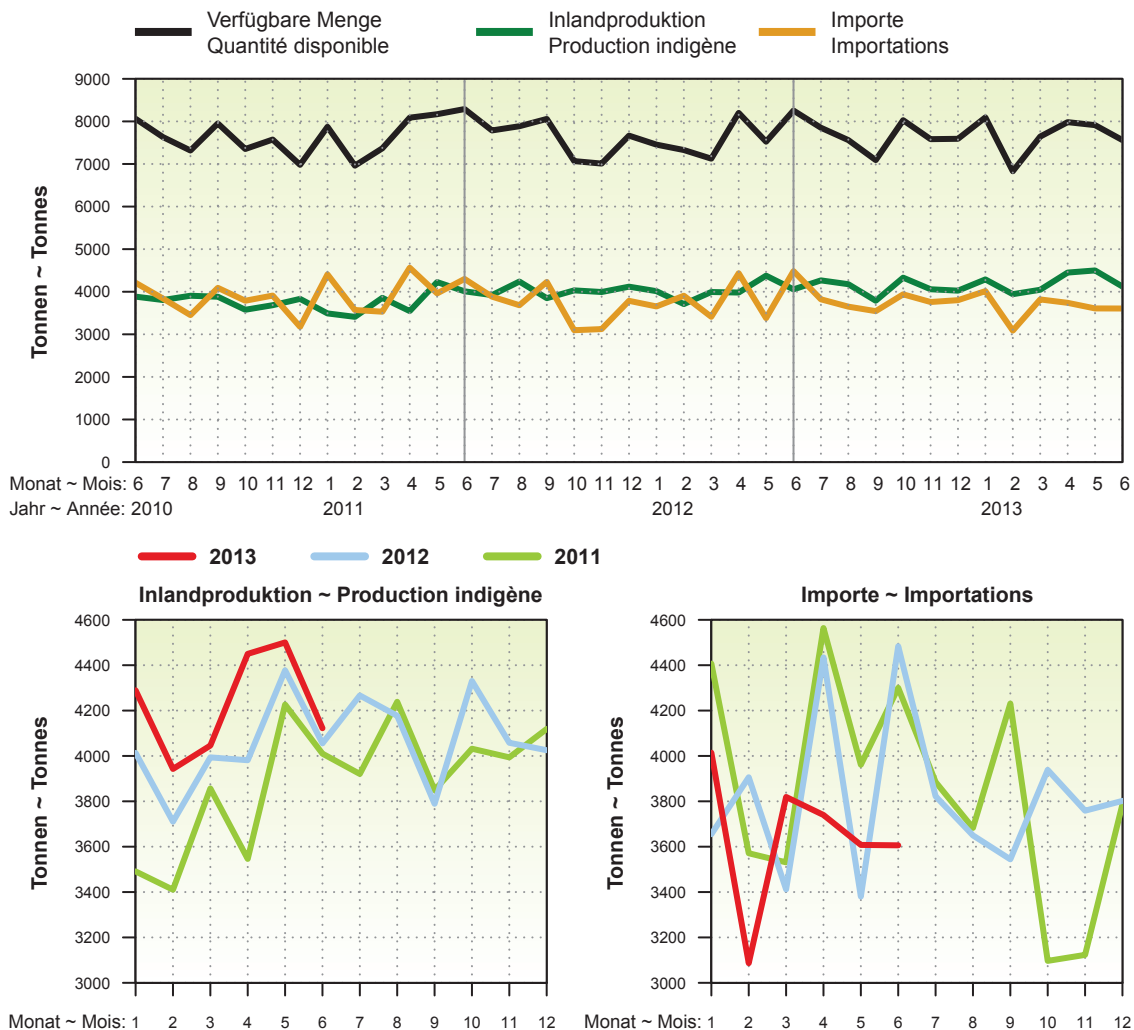 Verfügbare Menge
Quantité disponible
Inlandproduktion
Production indigène
Importe
Importations
Tonnen ~ Tonnes
9000
8000
7000
6000
5000
4000
3000
2000
1000
0
Monat ~ Mois: 6 7 8 9 10 11 12 1 2 3 4 5 6 7 8 9 10 11 12 1 2 3 4 5 6 7 8 9 10 11 12 1 2 3 4 5 6
Jahr ~ Année: 2010 2011 2012 2013
2013 2012 2011
Inlandproduktion ~ Production indigène
Tonnen ~ Tonnes
4600
4400
4200
4000
3800
3600
3400
3200
3000
Monat ~ Mois: 1 2 3 4 5 6 7 8 9 10 11 12
Importe ~ Importations
Tonnen ~ Tonnes
4600
4400
4200
4000
3800
3600
3400
3200
3000
Monat ~ Mois: 1 2 3 4 5 6 7 8 9 10 11 12